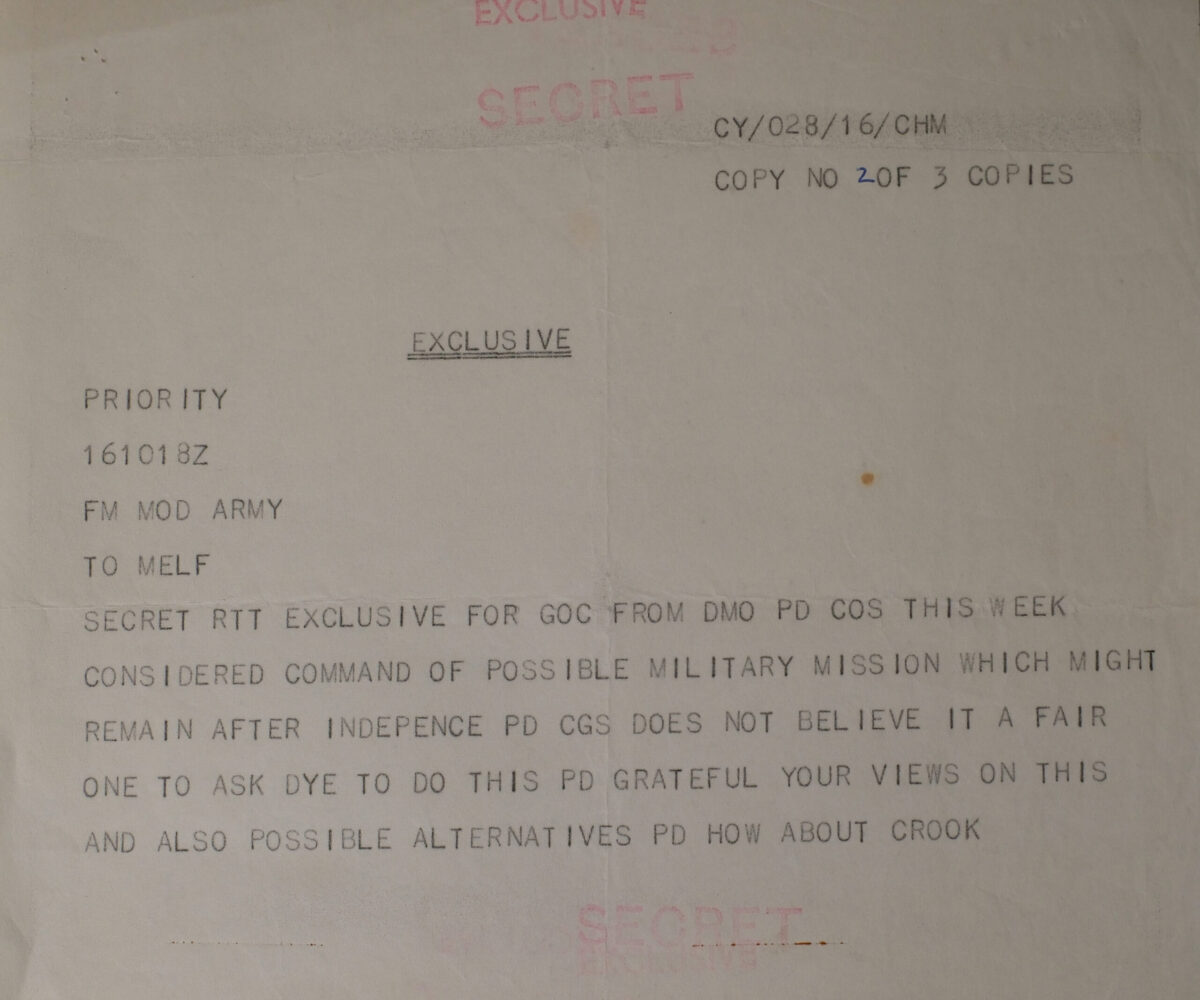 EXCLUSIVE
SECRET
CY/028/16/CHM
COPY NO 2 OF 3 COPIES
EXCLUSIVE
PRIORITY
161018Z
FM MOD ARMY
TO MELF
SECRET RTT EXCLUSIVE FOR GOC FROM DMO PD COS THIS WEEK
CONSIDERED COMMAND OF POSSIBLE MILITARY MISSION WHICH MIGHT
REMAIN AFTER INDEPENCE PD CGS DOES NOT BELIEVE IT A FAIR
ONE TO ASK DYE TO DO THIS PD GRATEFUL YOUR VIEWS ON THIS
AND ALSO POSSIBLE ALTERNATIVES PD HOW ABOUT CROOK
SECRET
EXCLUSIVE